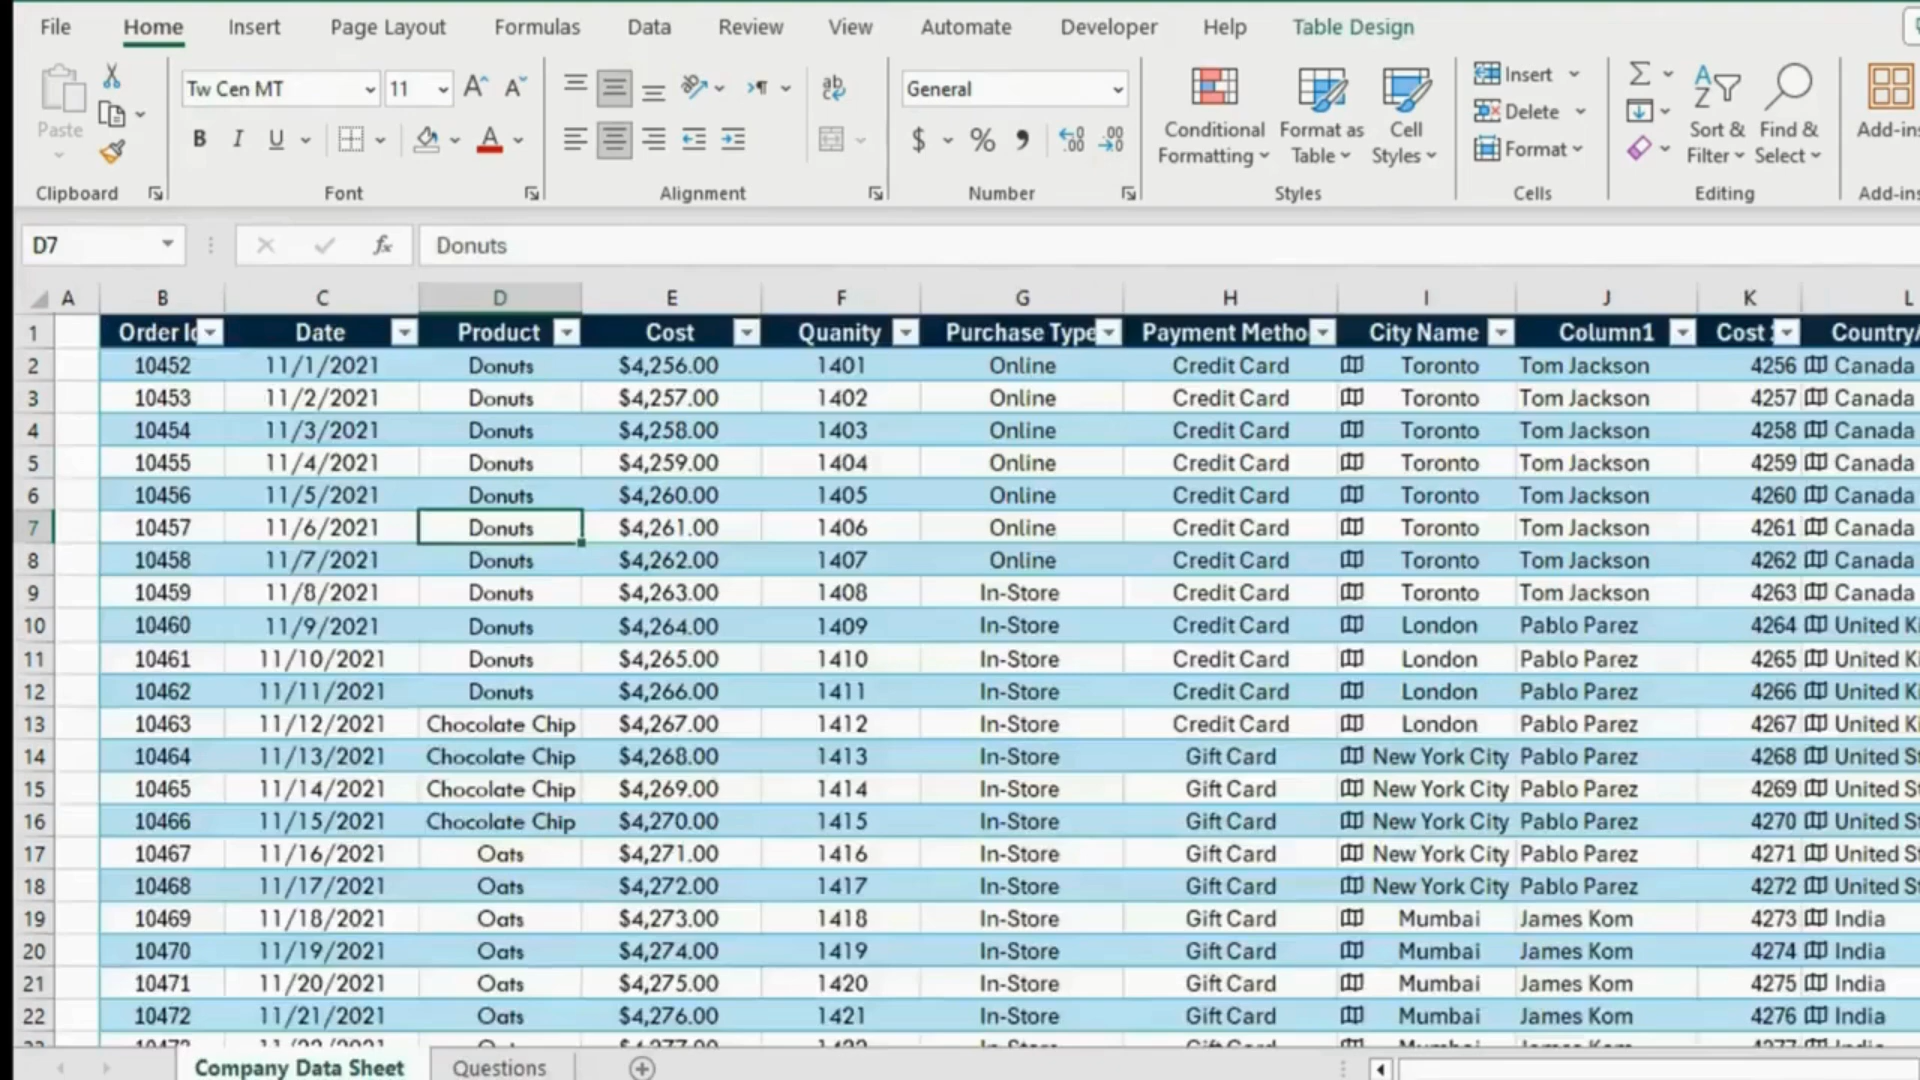 File Home Insert Page Layout Formulas Data Review View Automate Developer Help Table Design
Tw Cen MT 11 General Insert
Paste Conditional Format as Cell Delete Sort & Find & Add-ins
B I U A $ % Formatting Table Styles Format Filter Select
Clipboard Font Alignment Number Styles Cells Editing Add-ins
D7 fx Donuts
A B C D E F G H I J K L
1 Order Id Date Product Cost Quanity Purchase Type Payment Metho City Name Column1 Cost Country/
2 10452 11/1/2021 Donuts $4,256.00 1401 Online Credit Card Toronto Tom Jackson 4256 Canada
3 10453 11/2/2021 Donuts $4,257.00 1402 Online Credit Card Toronto Tom Jackson 4257 Canada
4 10454 11/3/2021 Donuts $4,258.00 1403 Online Credit Card Toronto Tom Jackson 4258 Canada
5 10455 11/4/2021 Donuts $4,259.00 1404 Online Credit Card Toronto Tom Jackson 4259 Canada
6 10456 11/5/2021 Donuts $4,260.00 1405 Online Credit Card Toronto Tom Jackson 4260 Canada
7 10457 11/6/2021 Donuts $4,261.00 1406 Online Credit Card Toronto Tom Jackson 4261 Canada
8 10458 11/7/2021 Donuts $4,262.00 1407 Online Credit Card Toronto Tom Jackson 4262 Canada
9 10459 11/8/2021 Donuts $4,263.00 1408 In-Store Credit Card Toronto Tom Jackson 4263 Canada
10 10460 11/9/2021 Donuts $4,264.00 1409 In-Store Credit Card London Pablo Parez 4264 United Ki
11 10461 11/10/2021 Donuts $4,265.00 1410 In-Store Credit Card London Pablo Parez 4265 United Ki
12 10462 11/11/2021 Donuts $4,266.00 1411 In-Store Credit Card London Pablo Parez 4266 United Ki
13 10463 11/12/2021 Chocolate Chip $4,267.00 1412 In-Store Credit Card London Pablo Parez 4267 United Ki
14 10464 11/13/2021 Chocolate Chip $4,268.00 1413 In-Store Gift Card New York City Pablo Parez 4268 United St
15 10465 11/14/2021 Chocolate Chip $4,269.00 1414 In-Store Gift Card New York City Pablo Parez 4269 United St
16 10466 11/15/2021 Chocolate Chip $4,270.00 1415 In-Store Gift Card New York City Pablo Parez 4270 United St
17 10467 11/16/2021 Oats $4,271.00 1416 In-Store Gift Card New York City Pablo Parez 4271 United St
18 10468 11/17/2021 Oats $4,272.00 1417 In-Store Gift Card New York City Pablo Parez 4272 United St
19 10469 11/18/2021 Oats $4,273.00 1418 In-Store Gift Card Mumbai James Kom 4273 India
20 10470 11/19/2021 Oats $4,274.00 1419 In-Store Gift Card Mumbai James Kom 4274 India
21 10471 11/20/2021 Oats $4,275.00 1420 In-Store Gift Card Mumbai James Kom 4275 India
22 10472 11/21/2021 Oats $4,276.00 1421 In-Store Gift Card Mumbai James Kom 4276 India
Company Data Sheet Questions